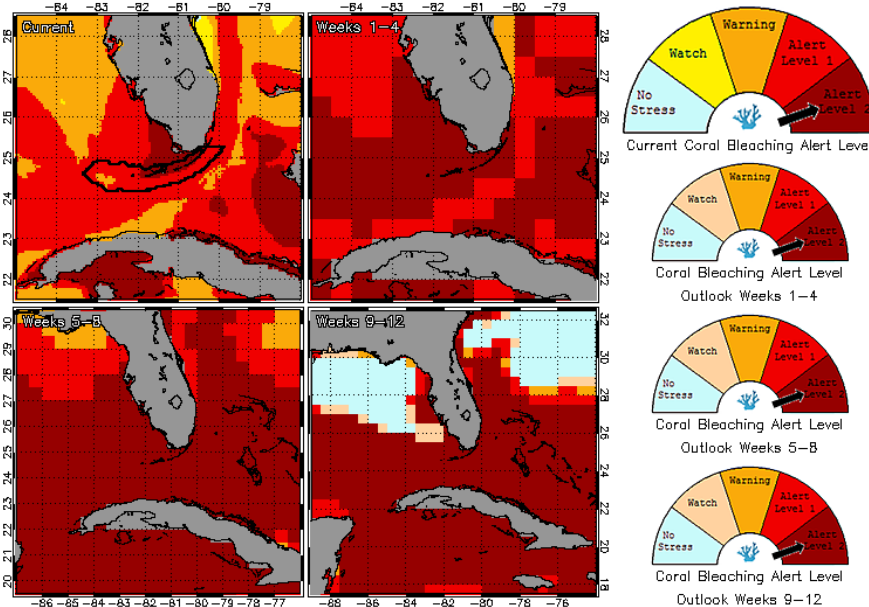 −84 −83 −82 −81 −80 −79
Current
Weeks 1−4
28
27
26
25
24
23
22
−84 −83 −82 −81 −80 −79
28
27
26
25
24
23
22
No Stress
Watch
Warning
Alert Level 1
Alert Level 2
Current Coral Bleaching Alert Level
No Stress
Watch
Warning
Alert Level 1
Alert Level 2
Coral Bleaching Alert Level
Outlook Weeks 1−4
Weeks 5−8
Weeks 9−12
30
29
28
27
26
25
24
23
22
21
20
−86 −85 −84 −83 −82 −81 −80 −79 −78 −77
32
30
28
26
24
22
20
18
−88 −86 −84 −82 −80 −78 −76
No Stress
Watch
Warning
Alert Level 1
Alert Level 2
Coral Bleaching Alert Level
Outlook Weeks 5−8
No Stress
Watch
Warning
Alert Level 1
Alert Level 2
Coral Bleaching Alert Level
Outlook Weeks 9−12